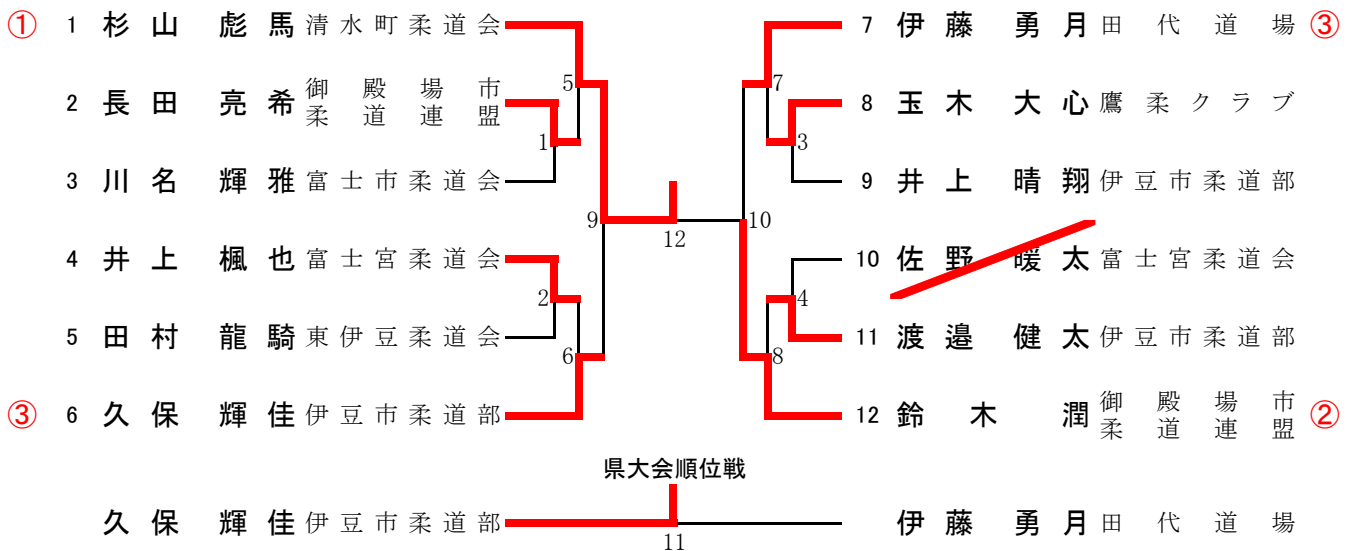 ① 1 杉山 彪馬 清水町柔道会
2 長田 亮希 御殿場市柔道連盟
3 川名 輝雅 富士市柔道会
4 井上 楓也 富士宮柔道会
5 田村 龍騎 東伊豆柔道会
③ 6 久保 輝佳 伊豆市柔道部
1
2
5
6
9
12
10
7
8
3
4
7 伊藤 勇月 田代道場 ③
8 玉木 大心 鷹柔クラブ
9 井上 晴翔 伊豆市柔道部
10 佐野 暖太 富士宮柔道会
11 渡邉 健太 伊豆市柔道部
12 鈴木 潤 御殿場市柔道連盟 ②
県大会順位戦
久保 輝佳 伊豆市柔道部
11
伊藤 勇月 田代道場